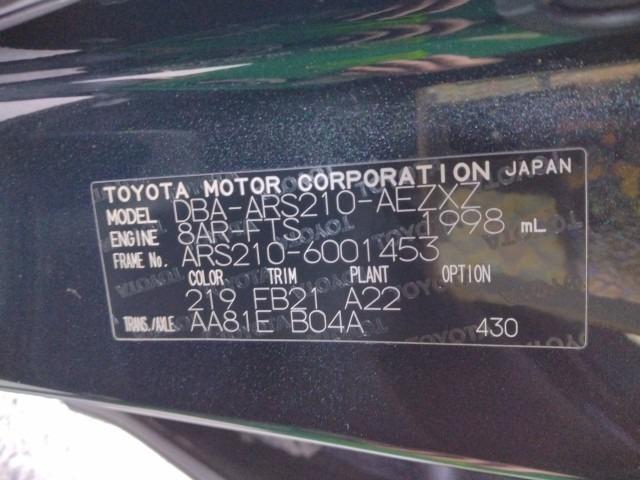 TOYOTA MOTOR CORPORATION JAPAN
MODEL DBA-ARS210-AEZXZ
ENGINE 8AR-FTS 1998 mL
FRAME No. ARS210-6001453
COLOR TRIM PLANT OPTION
219 FB21 A22
TRANS./AXLE AA81E B04A 430